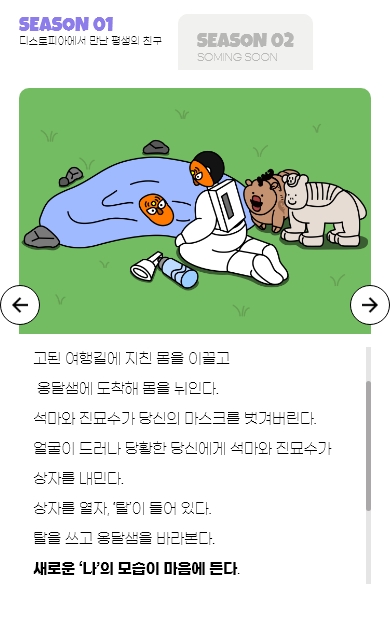 SEASON 01
디스토피아에서 만난 평생의 친구
SEASON 02
SOMING SOON
고된 여행길에 지친 몸을 이끌고
옹달샘에 도착해 몸을 뉘인다.
석마와 진묘수가 당신의 마스크를 벗겨버린다.
얼굴이 드러나 당황한 당신에게 석마와 진묘수가
상자를 내민다.
상자를 열자, ‘탈’이 들어 있다.
탈을 쓰고 옹달샘을 바라본다.
새로운 ‘나’의 모습이 마음에 든다.